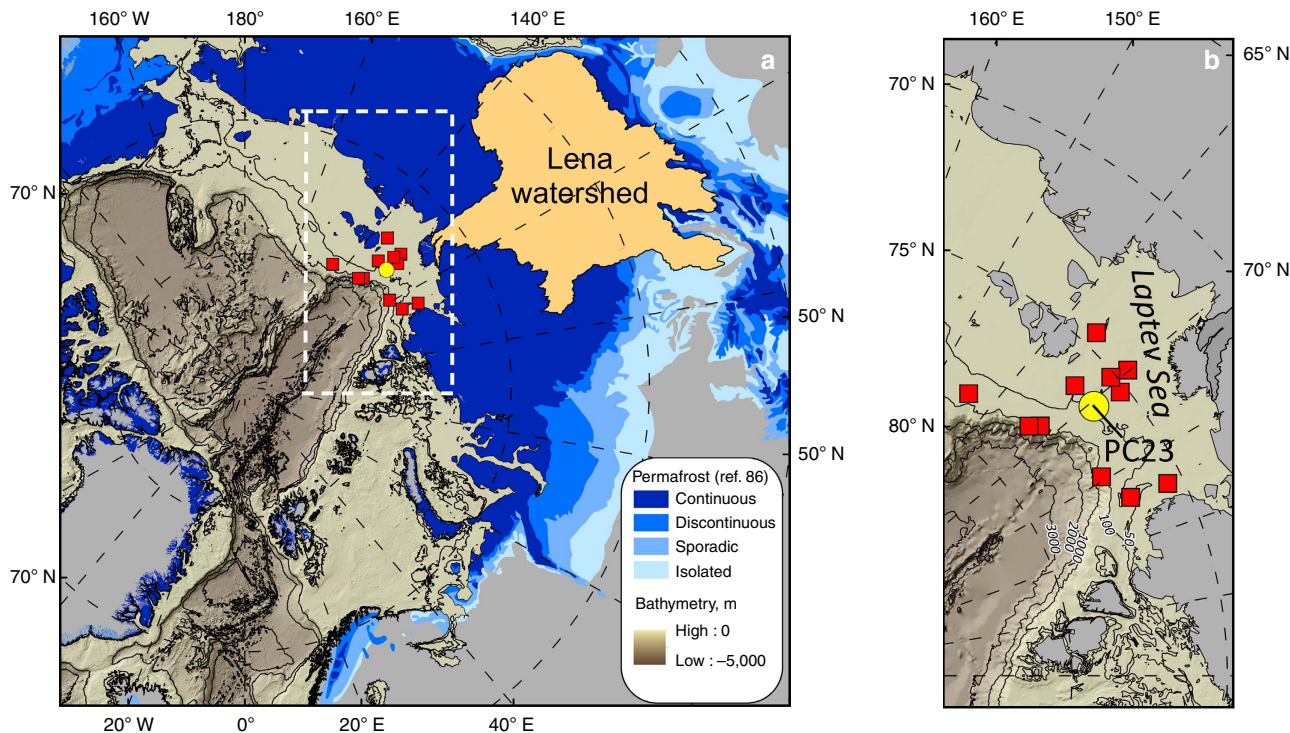 160° W
180° W
160° E
140° E
a
70° N
Lena
watershed
50° N
50° N
70° N
Permafrost (ref. 86)
Continuous
Discontinuous
Sporadic
Isolated
Bathymetry, m
High : 0
Low : –5,000
20° W
0°
20° E
40° E
160° E
150° E
b
65° N
70° N
75° N
70° N
80° N
Laptev Sea
PC23
3000
2000
1000
100
50